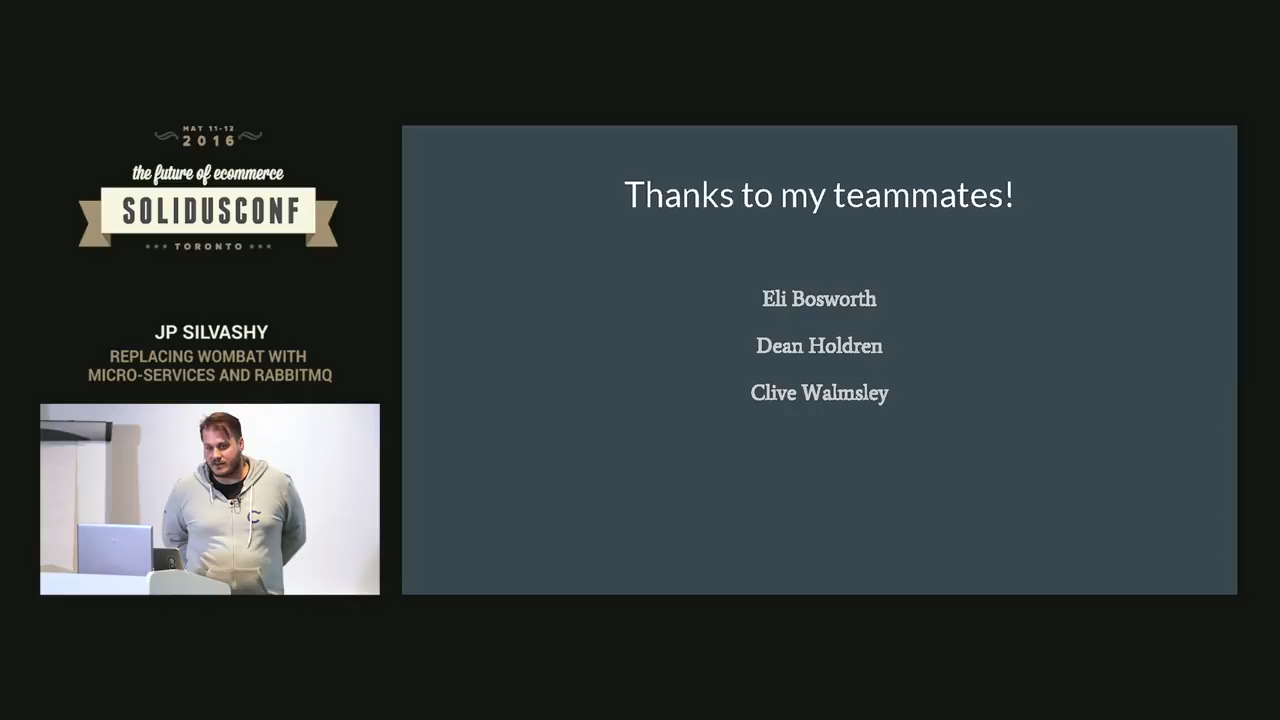 MAY 11-12
2016
the future of ecommerce
SOLIDUSCONF
TORONTO
JP SILVASHY
REPLACING WOMBAT WITH
MICRO-SERVICES AND RABBITMQ
C
Thanks to my teammates!
Eli Bosworth
Dean Holdren
Clive Walmsley